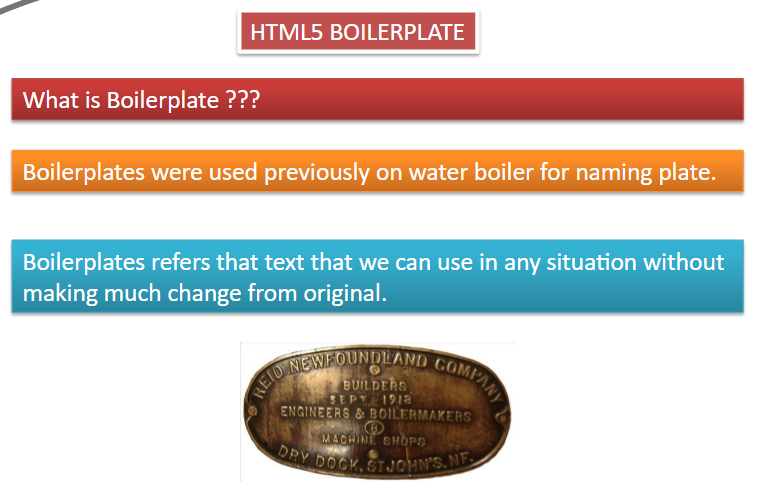 HTML5 BOILERPLATE
What is Boilerplate ???
Boilerplates were used previously on water boiler for naming plate.
Boilerplates refers that text that we can use in any situation without
making much change from original.
REID NEWFOUNDLAND COMPANY
BUILDERS
SEPT 1918
ENGINEERS & BOILERMAKERS
R
MACHINE SHOPS
DRY DOCK, ST JOHN'S. NF.